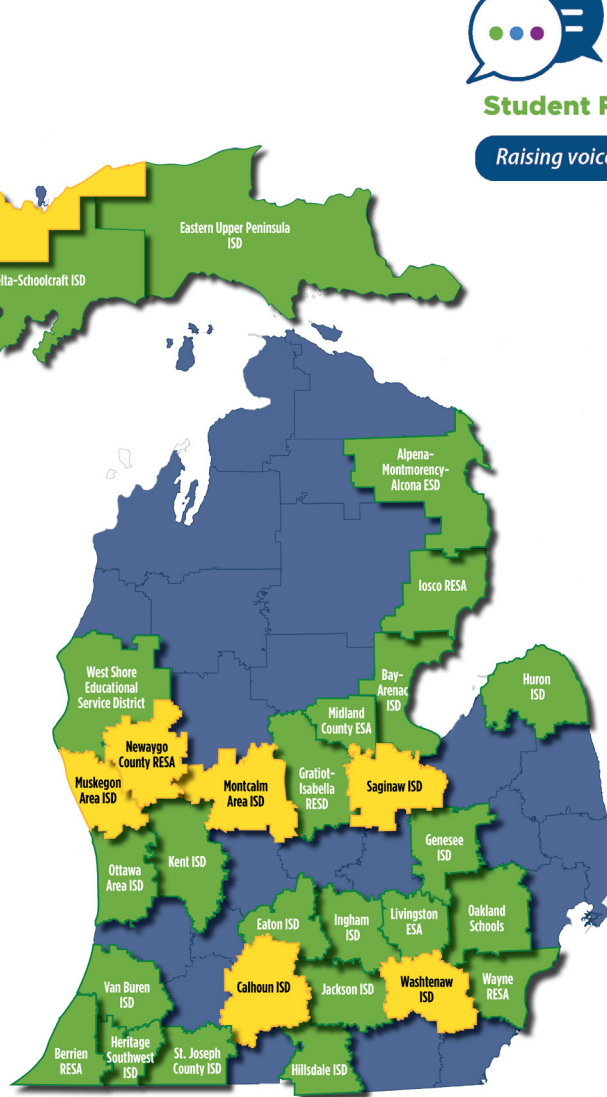 Student
Raising
Eastern Upper Peninsula
ISD
lta-Schoolcraft ISD
Alpena-
Montmorency-
Alcona ESD
Iosco RESA
West Shore
Educational
Service District
Bay-
Arenac
ISD
Huron
ISD
Midland
County ESA
Newaygo
County RESA
Muskegon
Area ISD
Montcalm
Area ISD
Gratiot-
Isabella
RESD
Saginaw ISD
Genesee
ISD
Kent ISD
Ottawa
Area ISD
Eaton ISD
Ingham
ISD
Livingston
ESA
Oakland
Schools
Van Buren
ISD
Calhoun ISD
Jackson ISD
Washtenaw
ISD
Wayne
RESA
Berrien
RESA
Heritage
Southwest
ISD
St. Joseph
County ISD
Hillsdale ISD